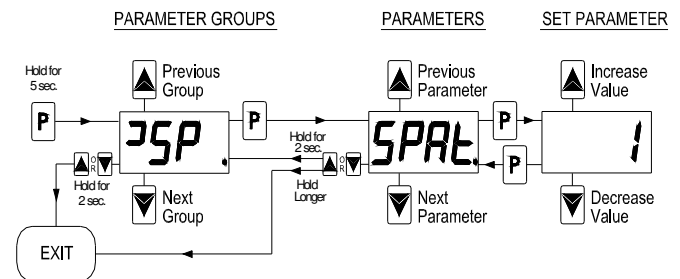 PARAMETER GROUPS
PARAMETERS
SET PARAMETER
Hold for
5 sec.
P
Previous
Group
P
Previous
Parameter
P
Increase
Value
SP.
SPAt.
1
Hold for
2 sec.
OR
Hold for
2 sec.
Next
Group
OR
Hold
Longer
Next
Parameter
P
Decrease
Value
EXIT